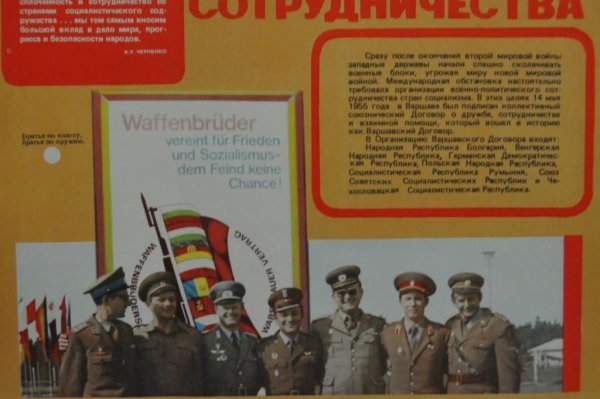 СОТРУДНИЧЕСТВА
сплоченность и сотрудничество со
странами социалистического сод-
ружества ... мы тем самым вносим
большой вклад в дело мира, прог-
ресса и безопасности народов.
К.У. ЧЕРНЕНКО
Сразу после окончания второй мировой войны
западные державы начали спешно сколачивать
военные блоки, угрожая миру новой мировой
войной. Международная обстановка настоятельно
требовала организации военно-политического сот-
рудничества стран социализма. В этих целях 14 мая
1955 года в Варшаве был подписан коллективный
союзнический Договор о дружбе, сотрудничестве
и взаимной помощи, который вошел в историю
как Варшавский Договор.
В Организацию Варшавского Договора входят:
Народная Республика Болгария, Венгерская
Народная Республика, Германская Демократичес-
кая Республика, Польская Народная Республика,
Социалистическая Республика Румыния, Союз
Советских Социалистических Республик и Че-
хословацкая Социалистическая Республика.
Братья по классу,
братья по оружию.
Waffenbrüder
vereint für Frieden
und Sozialismus-
dem Feind keine
Chance!
WAFFENBRÜDERSCHAFT
WARSCHAUER VERTRAG